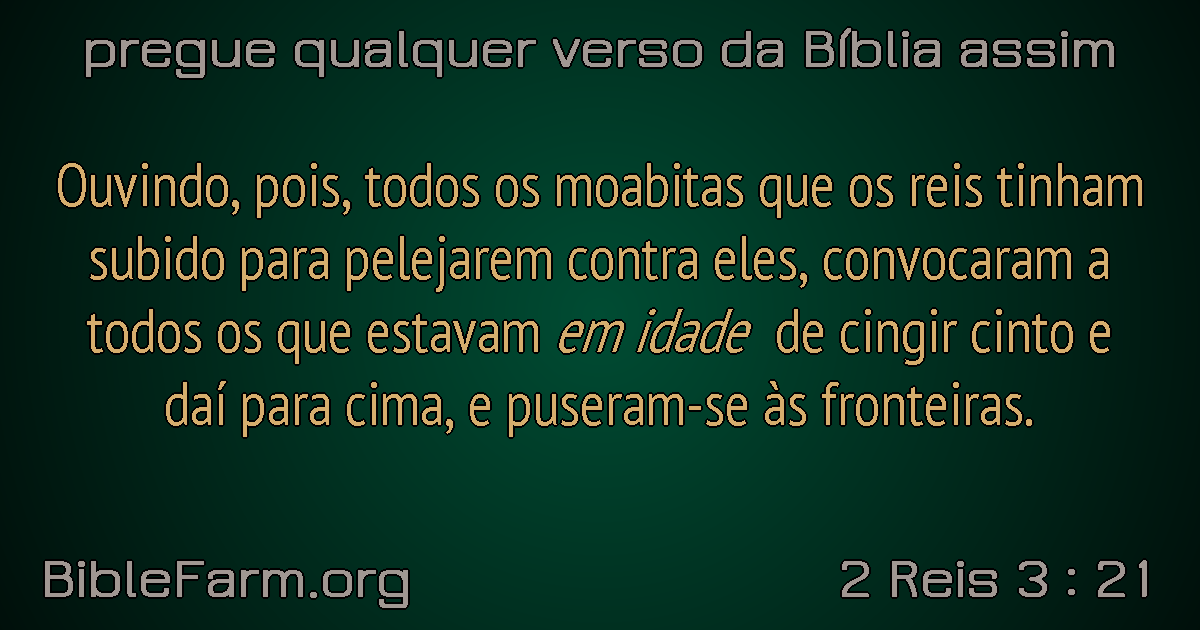 pregue qualquer verso da Bíblia assim
Ouvindo, pois, todos os moabitas que os reis tinham
subido para pelejarem contra eles, convocaram a
todos os que estavam em idade de cingir cinto e
daí para cima, e puseram-se às fronteiras.
BibleFarm.org
2 Reis 3 : 21